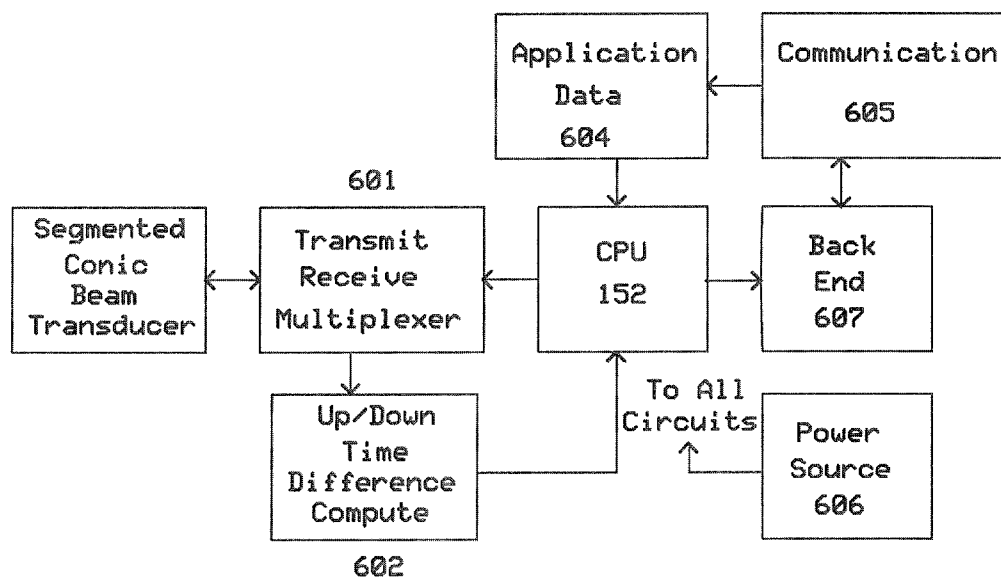 Application
Data
604
Communication
605
601
Segmented
Conic
Beam
Transducer
Transmit
Receive
Multiplexer
CPU
152
Back
End
607
Up/Down
Time
Difference
Compute
602
To All
Circuits
Power
Source
606